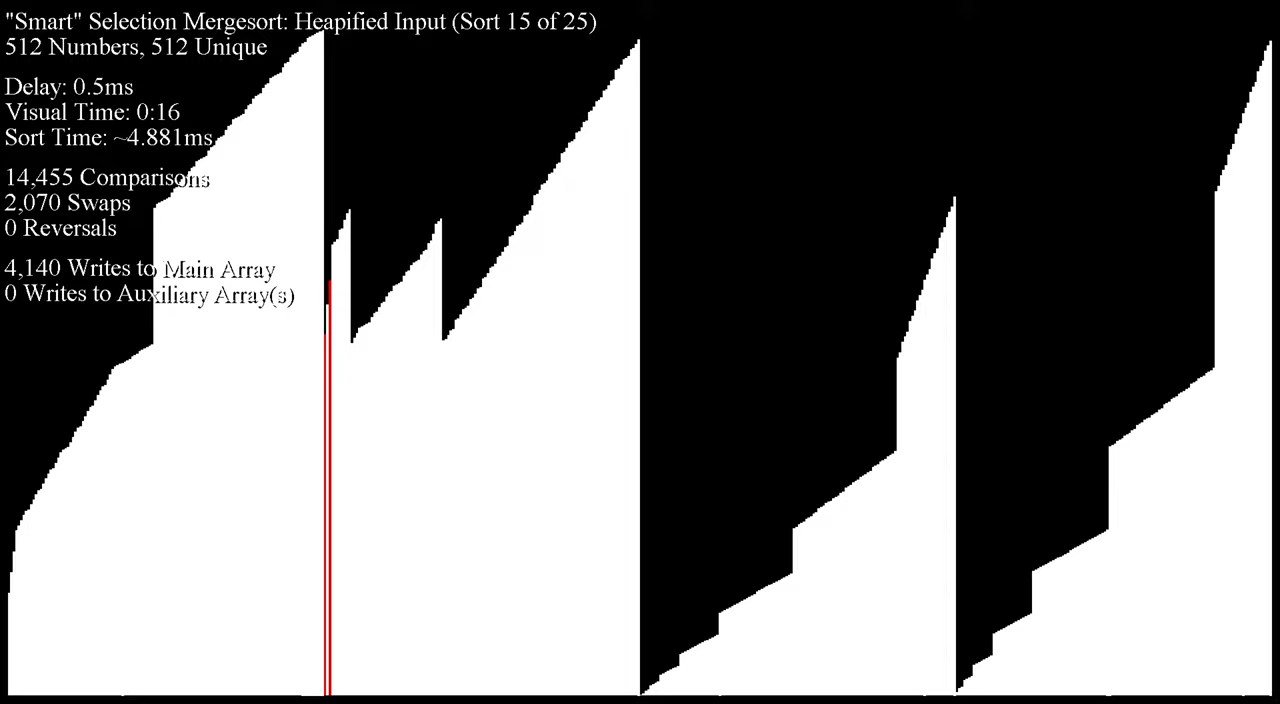 "Smart" Selection Mergesort: Heapified Input (Sort 15 of 25)
512 Numbers, 512 Unique
Delay: 0.5ms
Visual Time: 0:16
Sort Time: ~4.881ms
14,455 Comparisons
2,070 Swaps
0 Reversals
4,140 Writes to Main Array
0 Writes to Auxiliary Array(s)